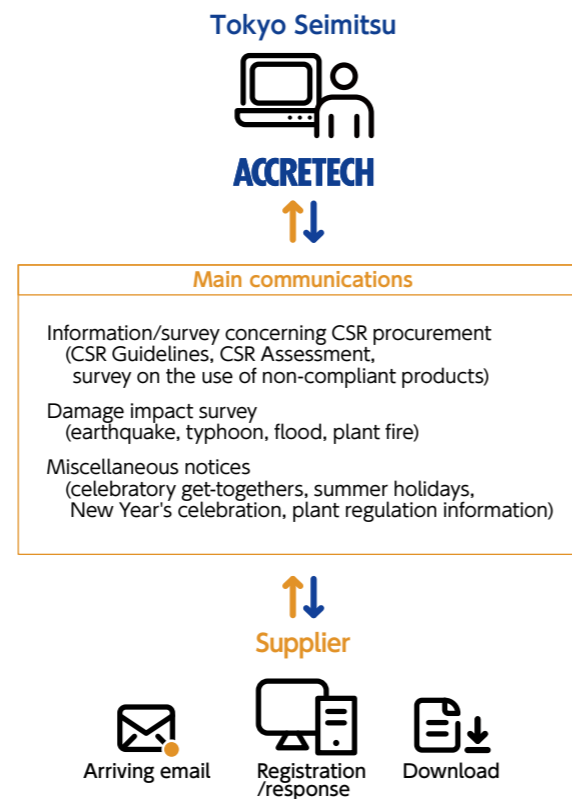 Tokyo Seimitsu
ACCRETECH
Main communications
Information/survey concerning CSR procurement
(CSR Guidelines, CSR Assessment,
survey on the use of non-compliant products)
Damage impact survey
(earthquake, typhoon, flood, plant fire)
Miscellaneous notices
(celebratory get-togethers, summer holidays,
New Year's celebration, plant regulation information)
Supplier
Arriving email
Registration
/response
Download